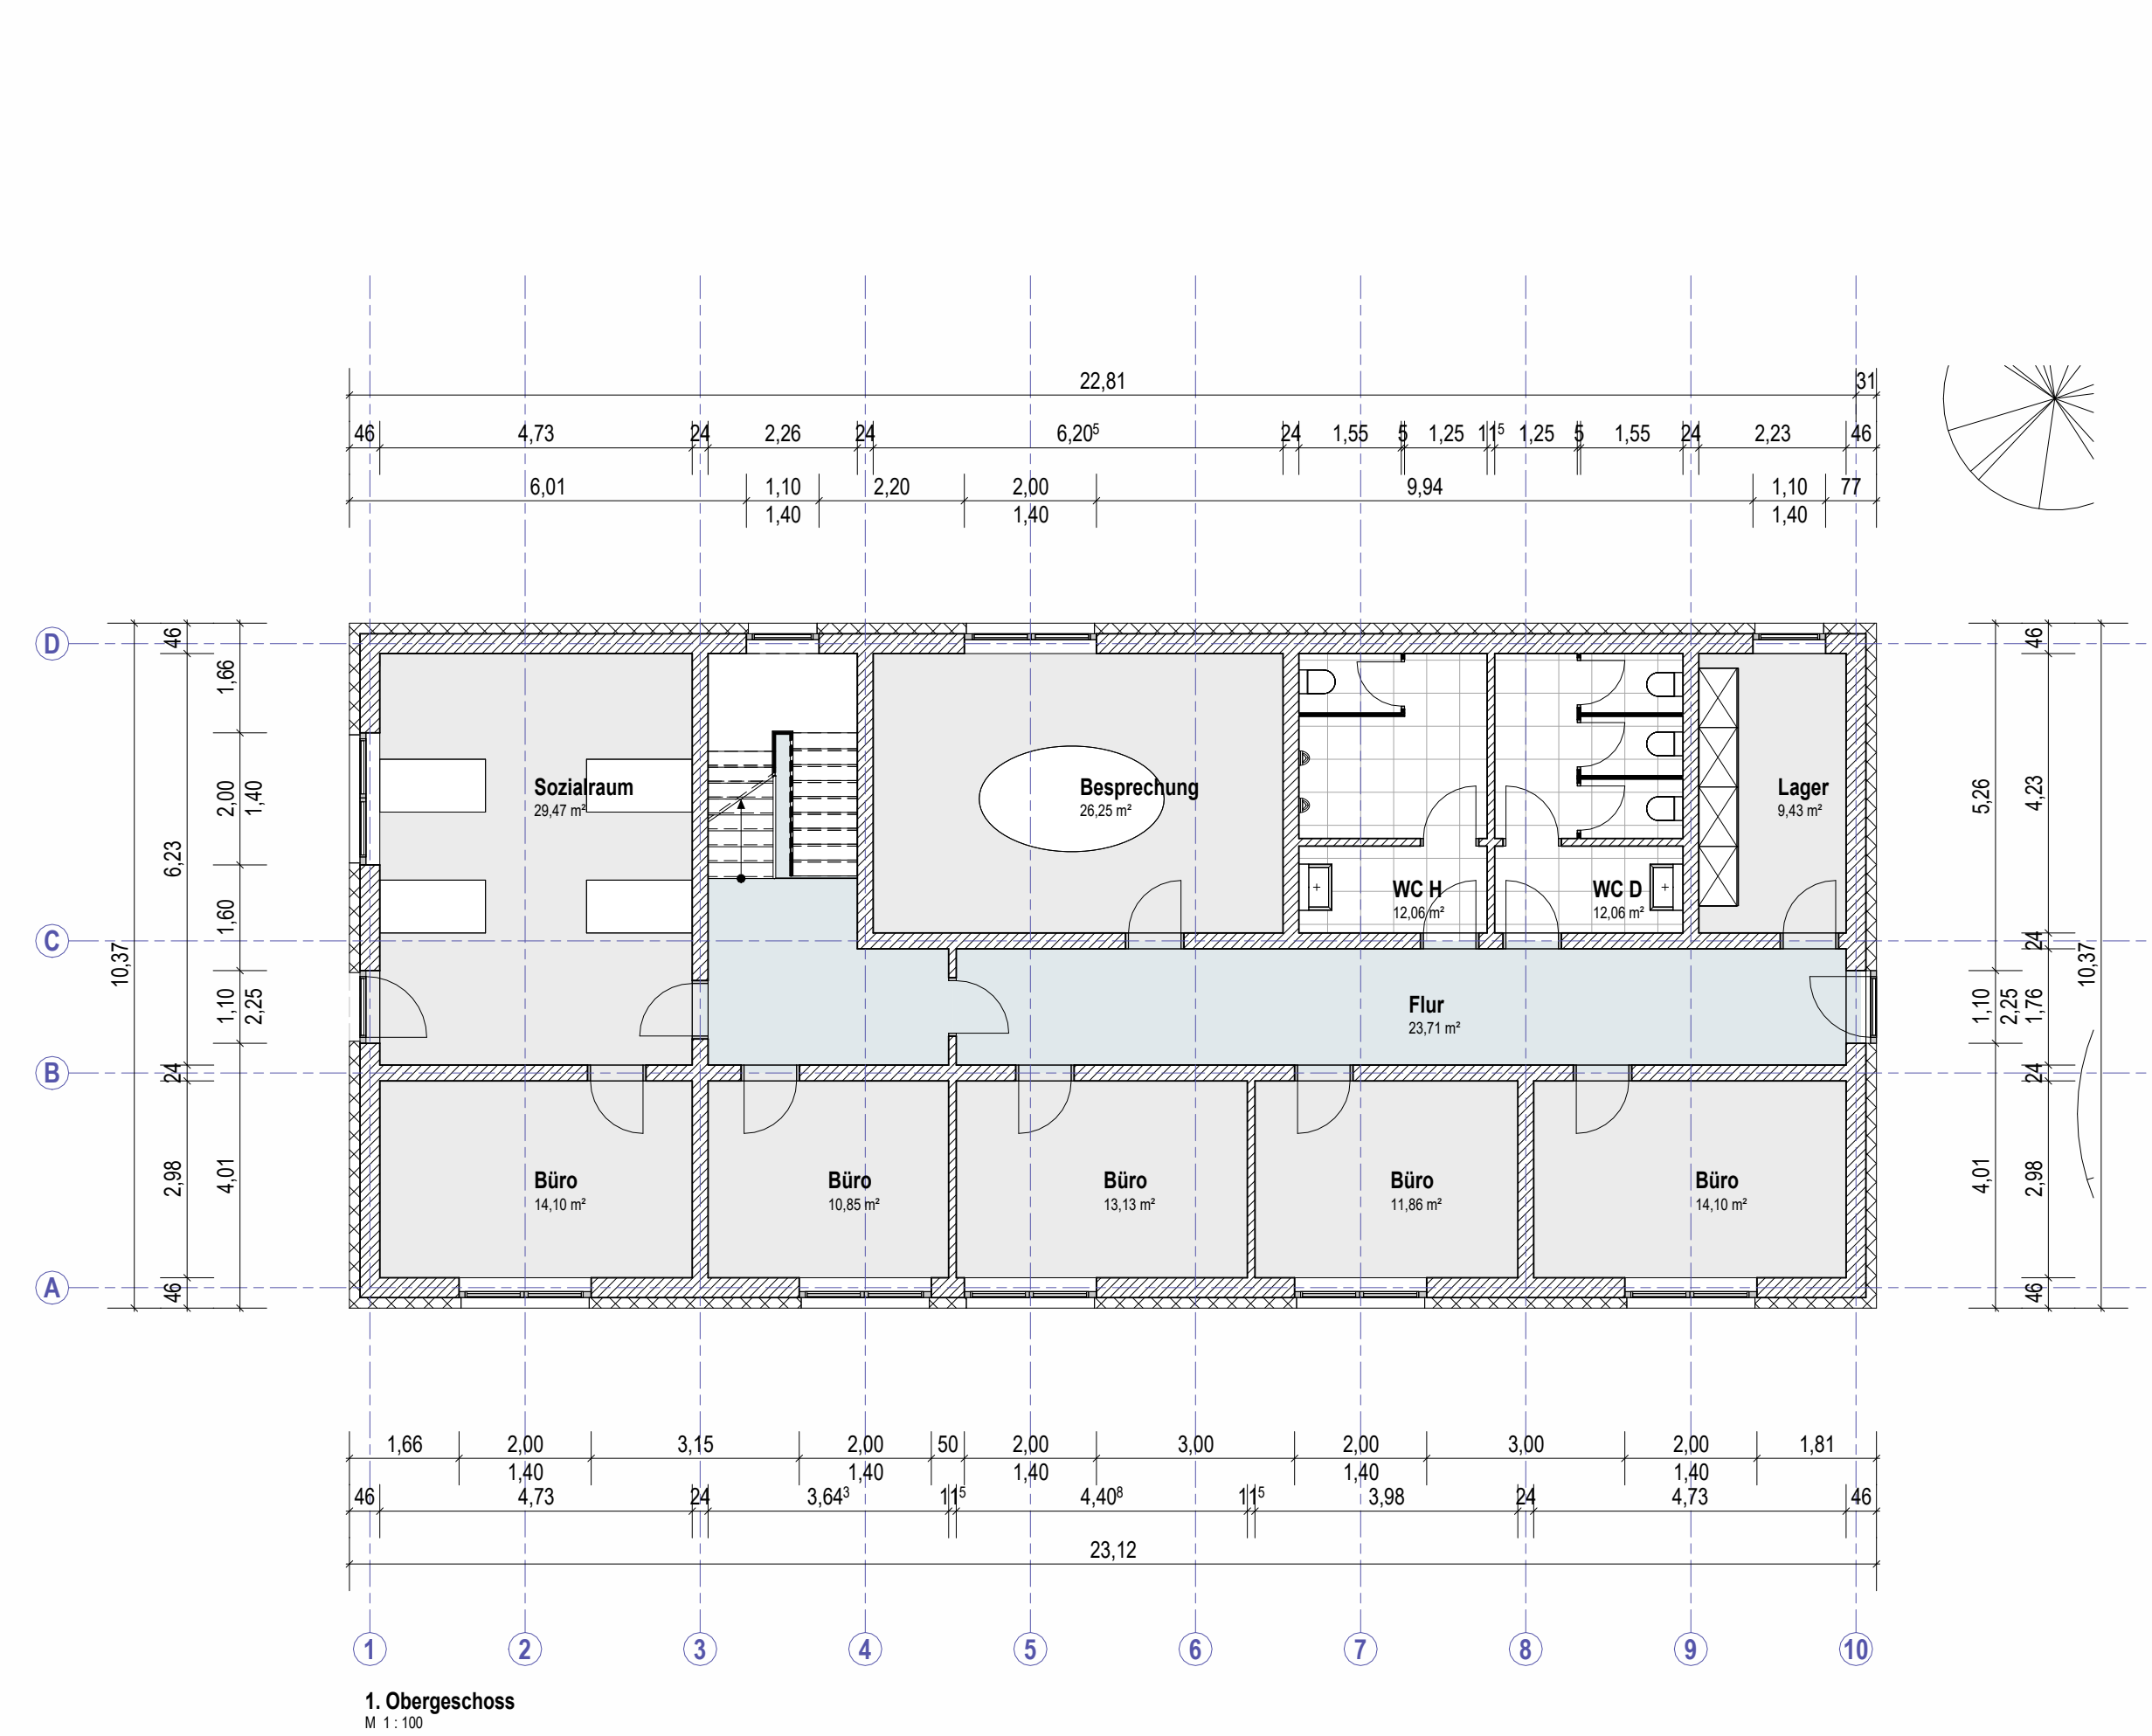 22,81 31
46 4,73 24 2,26 24 6,20⁵ 24 1,55 5 1,25 11⁵ 1,25 5 1,55 24 2,23 46
6,01 1,10 2,20 2,00 9,94 1,10 77
1,40 1,40 1,40
D
C
B
A
10,37
46 6,23 24 2,98 46
1,66 2,00 1,60 1,10 4,01
1,40 2,25
Sozialraum
29,47 m²
Besprechung
26,25 m²
WC H
12,06 m²
WC D
12,06 m²
Lager
9,43 m²
Flur
23,71 m²
Büro
14,10 m²
Büro
10,85 m²
Büro
13,13 m²
Büro
11,86 m²
Büro
14,10 m²
5,26 1,10 4,01
2,25
46 4,23 24 1,76 24 2,98 46
10,37
1,66 2,00 3,15 2,00 50 2,00 3,00 2,00 3,00 2,00 1,81
1,40 1,40 1,40 1,40 1,40
46 4,73 24 3,64³ 11⁵ 4,40⁸ 11⁵ 3,98 24 4,73 46
23,12
1 2 3 4 5 6 7 8 9 10
1. Obergeschoss
M 1 : 100